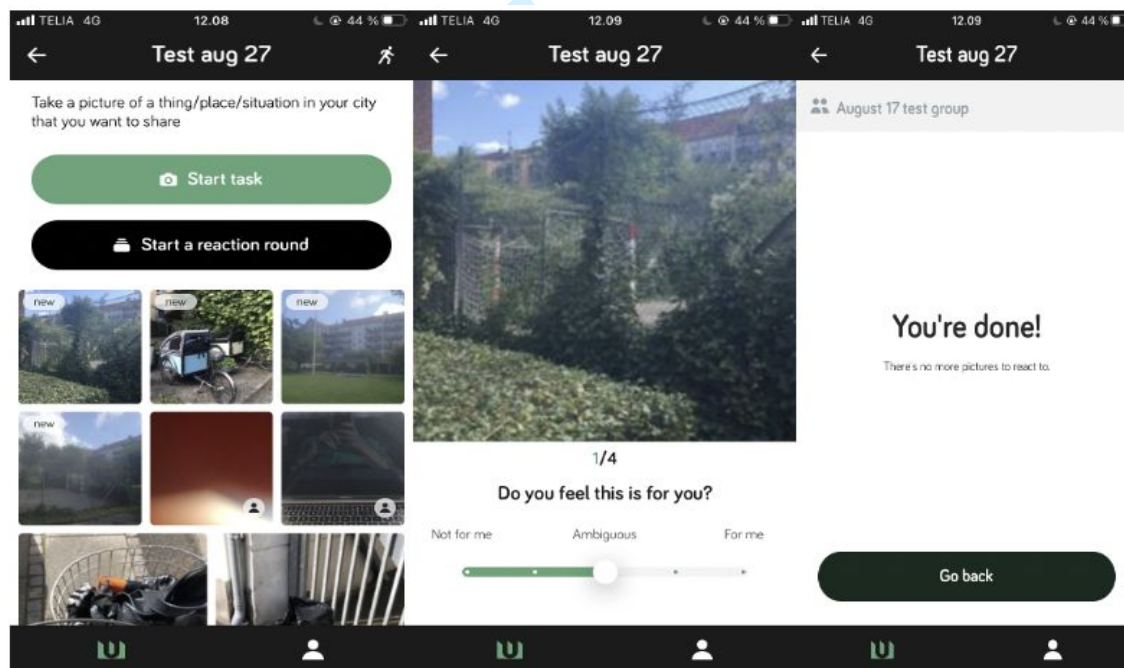 TELIA 4G 12.08 44 %
Test aug 27
Take a picture of a thing/place/situation in your city
that you want to share
Start task
Start a reaction round
new new new
new
TELIA 4G 12.09 44 %
Test aug 27
1/4
Do you feel this is for you?
Not for me Ambiguous For me
TELIA 4G 12.09 44 %
Test aug 27
August 17 test group
You're done!
There's no more pictures to react to.
Go back